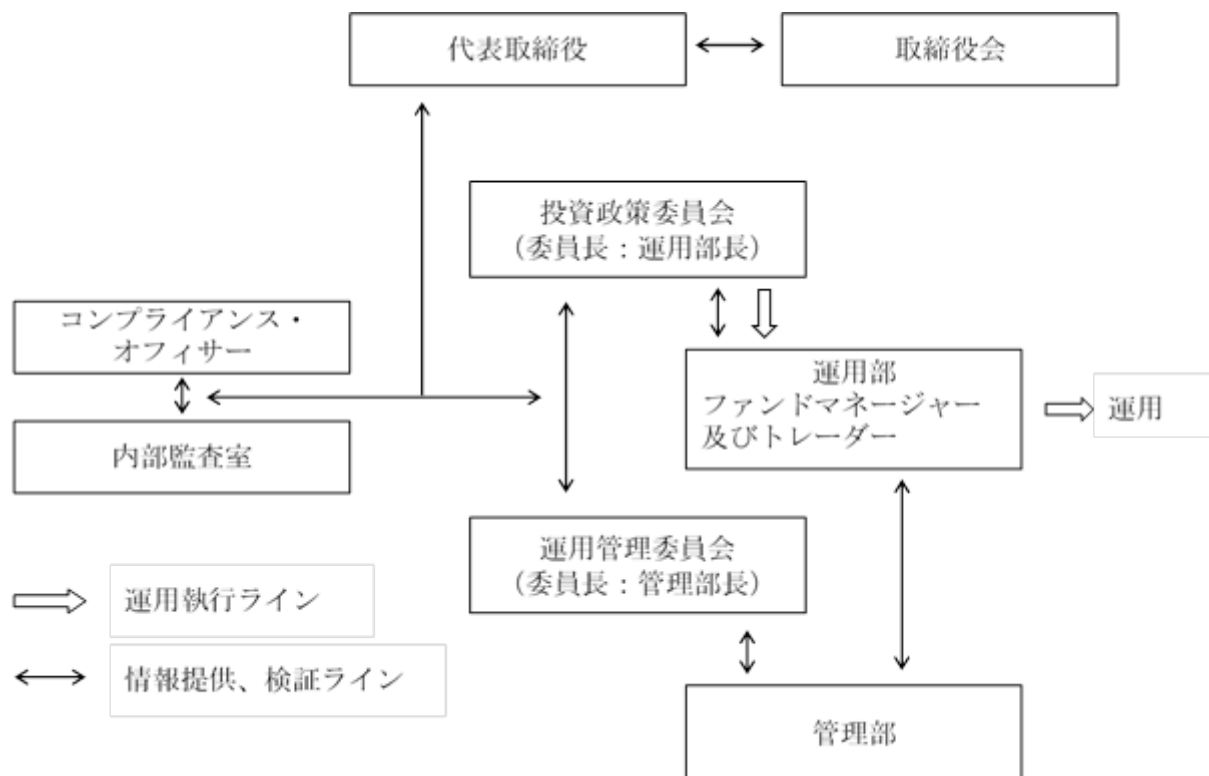 代表取締役
取締役会
投資政策委員会
（委員長：運用部長）
コンプライアンス・
オフィサー
運用部
ファンドマネージャー
及びトレーダー
運用
内部監査室
運用管理委員会
（委員長：管理部長）
運用執行ライン
情報提供、検証ライン
管理部